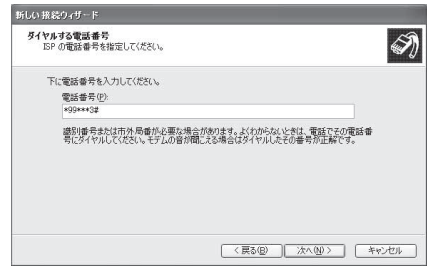 新しい接続ウィザード
ダイヤルする電話番号
ISP の電話番号を指定してください。
下に電話番号を入力してください。
電話番号(P):
*99***3#
識別番号または市外局番が必要な場合があります。よくわからないときは、電話でその電話番
号にダイヤルしてください。モデムの音が聞こえる場合はダイヤルしたその番号が正解です。
< 戻る(B)
次へ(N) >
キャンセル